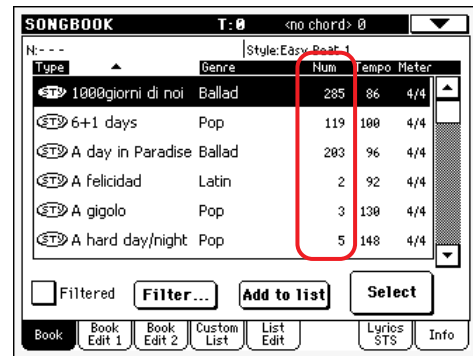 SONGBOOK T:0 <no chord> 0
N:--- Style:Easy Beat 1
Type Genre Num Tempo Meter
STY 1000giorni di noi Ballad 285 86 4/4
STY 6+1 days Pop 119 100 4/4
STY A day in Paradise Ballad 203 96 4/4
STY A felicidad Latin 2 92 4/4
STY A gigolo Pop 3 130 4/4
STY A hard day/night Pop 5 148 4/4
Filtered Filter... Add to list Select
Book Book Edit 1 Book Edit 2 Custom List List Edit Lyrics STS Info